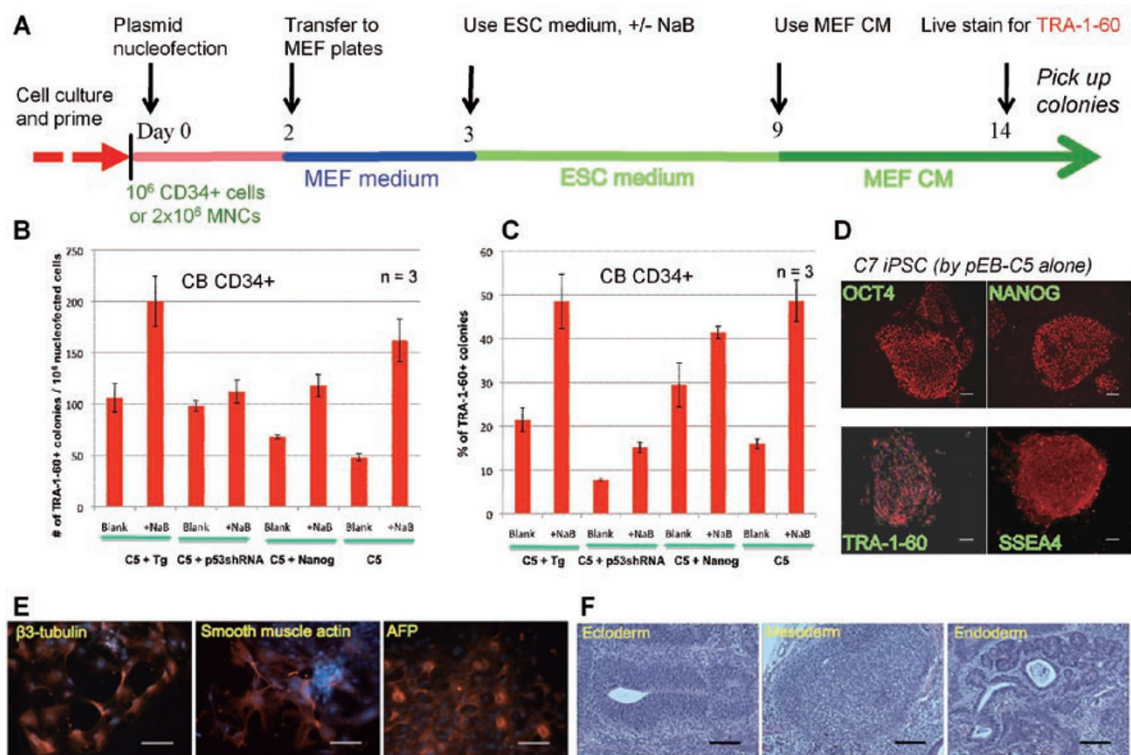 A
Plasmid
nucleofection
Transfer to
MEF plates
Use ESC medium, +/- NaB
Use MEF CM
Live stain for TRA-1-60
Cell culture
and prime
Pick up
colonies
Day 0
2
3
9
14
MEF medium
ESC medium
MEF CM
10⁶ CD34+ cells
or 2x10⁶ MNCs
B
# of TRA-1-60+ colonies / 10⁶ nucleofected cells
250
200
150
100
50
0
CB CD34+
n = 3
Blank
+NaB
Blank
+NaB
Blank
+NaB
Blank
+NaB
C5 + Tg
C5 + p53shRNA
C5 + Nanog
C5
C
% of TRA-1-60+ colonies
60
50
40
30
20
10
0
CB CD34+
n = 3
Blank
+NaB
Blank
+NaB
Blank
+NaB
Blank
+NaB
C5 + Tg
C5 + p53shRNA
C5 + Nanog
C5
D
C7 iPSC (by pEB-C5 alone)
OCT4
NANOG
TRA-1-60
SSEA4
E
β3-tubulin
Smooth muscle actin
AFP
F
Ectoderm
Mesoderm
Endoderm